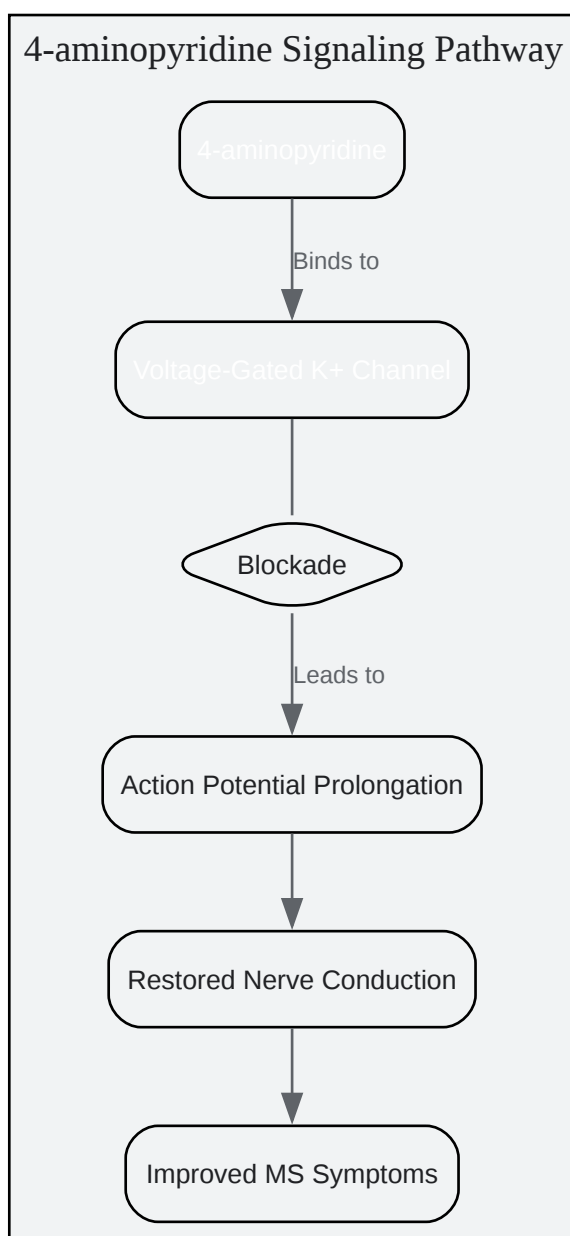 4-aminopyridine Signaling Pathway
4-aminopyridine
Binds to
Voltage-Gated K+ Channel
Blockade
Leads to
Action Potential Prolongation
Restored Nerve Conduction
Improved MS Symptoms